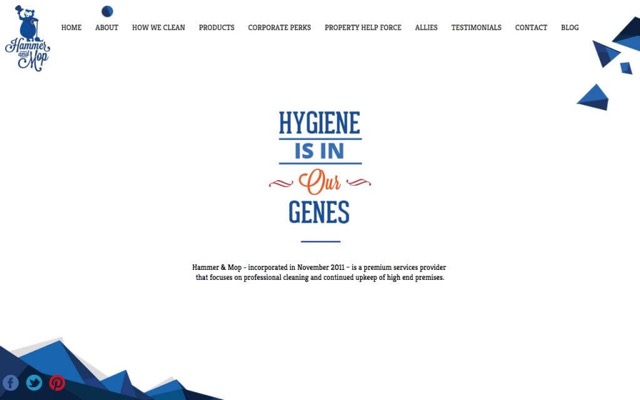 HOME ABOUT HOW WE CLEAN PRODUCTS CORPORATE PERKS PROPERTY HELP FORCE ALLIES TESTIMONIALS CONTACT BLOG
Hammer
and
Mop
HYGIENE
IS IN
Our
GENES
Hammer & Mop - incorporated in November 2011 – is a premium services provider
that focuses on professional cleaning and continued upkeep of high end premises.